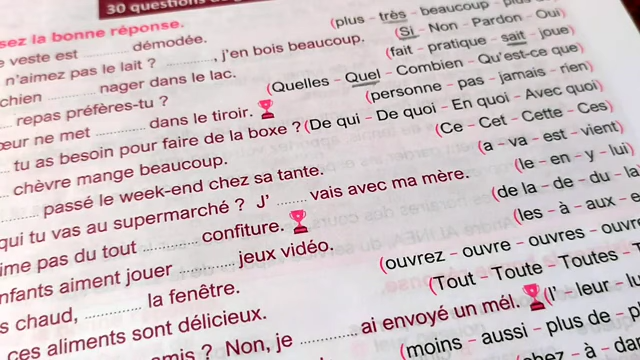 30 questions
sez la bonne réponse.
e veste est .......... démodée. (plus – très – beaucoup –
n'aimez pas le lait ? .........., j'en bois beaucoup. (Si – Non – Pardon – Oui)
chien .......... nager dans le lac. (fait – pratique – sait – joue)
.... repas préfères-tu ? (Quelles – Quel – Combien – Qu'est-ce que)
œur ne met .......... dans le tiroir. (personne – pas – jamais – rien)
.... tu as besoin pour faire de la boxe ? (De qui – De quoi – En quoi – Avec quoi)
.... chèvre mange beaucoup. (Ce – Cet – Cette – Ces)
.......... passé le week-end chez sa tante. (a – va – est – vient)
qui tu vas au supermarché ? J' ....... vais avec ma mère. (le – en – y – lui)
ime pas du tout .......... confiture. (de la – de – du – la
nfants aiment jouer .......... jeux vidéo. (les – à – aux –
s chaud, .......... la fenêtre. (ouvrez – ouvre – ouvres –
ces aliments sont délicieux. (Tout – Toute – Toutes –
amis ? Non, je .......... ai envoyé un mél. (l' – leur –
(moins – aussi – plus de –
chez – à –